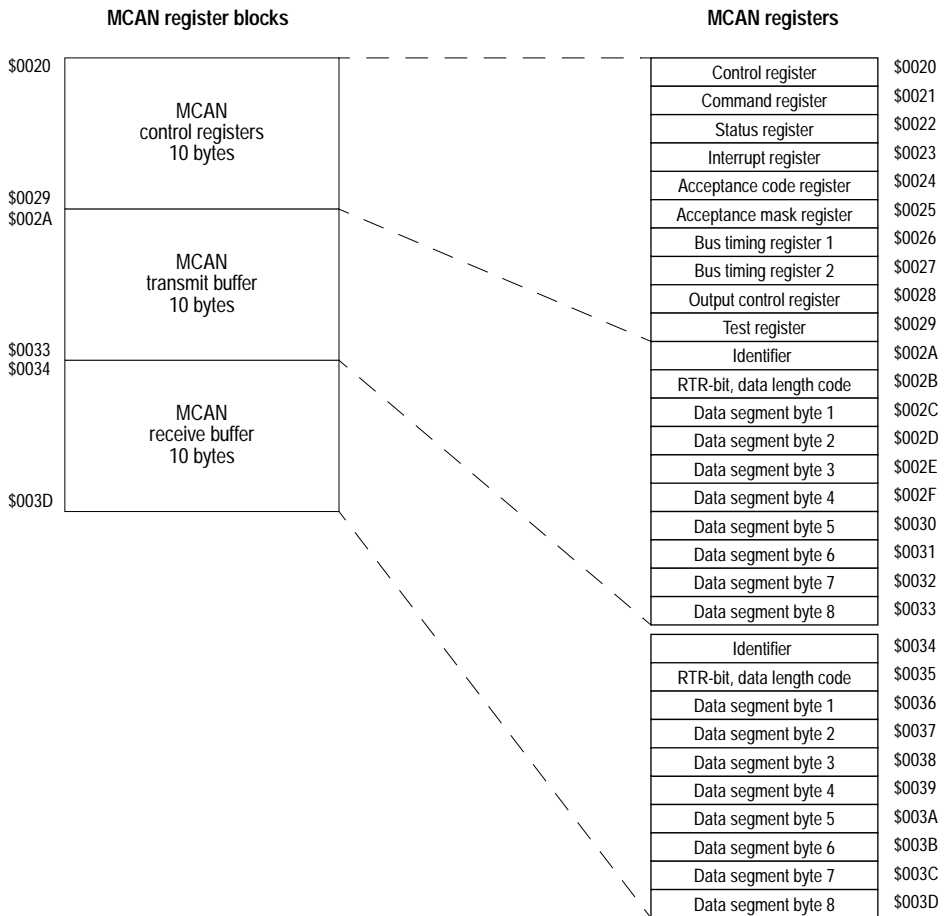 MCAN register blocks
$0020
MCAN
control registers
10 bytes
$0029
$002A
MCAN
transmit buffer
10 bytes
$0033
$0034
MCAN
receive buffer
10 bytes
$003D
MCAN registers
Control register $0020
Command register $0021
Status register $0022
Interrupt register $0023
Acceptance code register $0024
Acceptance mask register $0025
Bus timing register 1 $0026
Bus timing register 2 $0027
Output control register $0028
Test register $0029
Identifier $002A
RTR-bit, data length code $002B
Data segment byte 1 $002C
Data segment byte 2 $002D
Data segment byte 3 $002E
Data segment byte 4 $002F
Data segment byte 5 $0030
Data segment byte 6 $0031
Data segment byte 7 $0032
Data segment byte 8 $0033
Identifier $0034
RTR-bit, data length code $0035
Data segment byte 1 $0036
Data segment byte 2 $0037
Data segment byte 3 $0038
Data segment byte 4 $0039
Data segment byte 5 $003A
Data segment byte 6 $003B
Data segment byte 7 $003C
Data segment byte 8 $003D